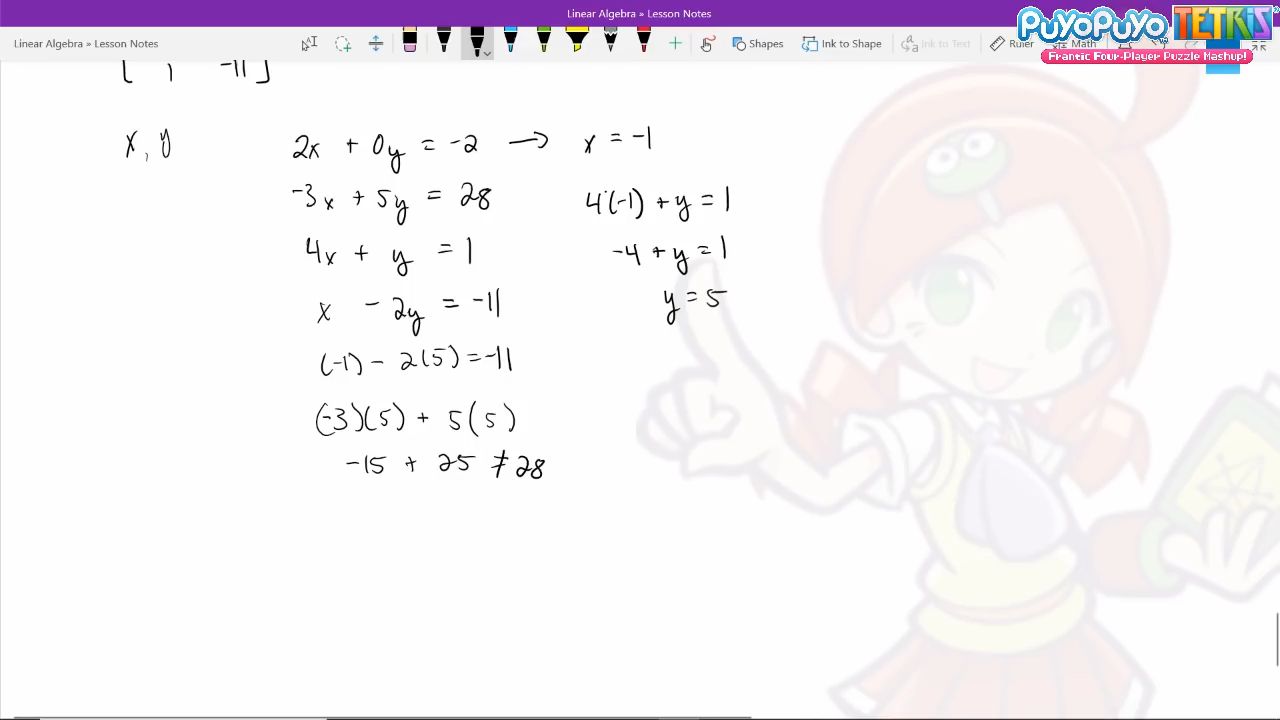 Linear Algebra » Lesson Notes
Linear Algebra » Lesson Notes
Shapes Ink to Shape Ink to Text Ruler Math
PuyoPuyo TETRIS
Frantic Four-Player Puzzle Mashup!
-11
x, y 2x + 0y = -2 → x = -1
-3x + 5y = 28 4(-1) + y = 1
4x + y = 1 -4 + y = 1
x - 2y = -11 y = 5
(-1) - 2(5) = -11
(-3)(5) + 5(5)
-15 + 25 ≠ 28